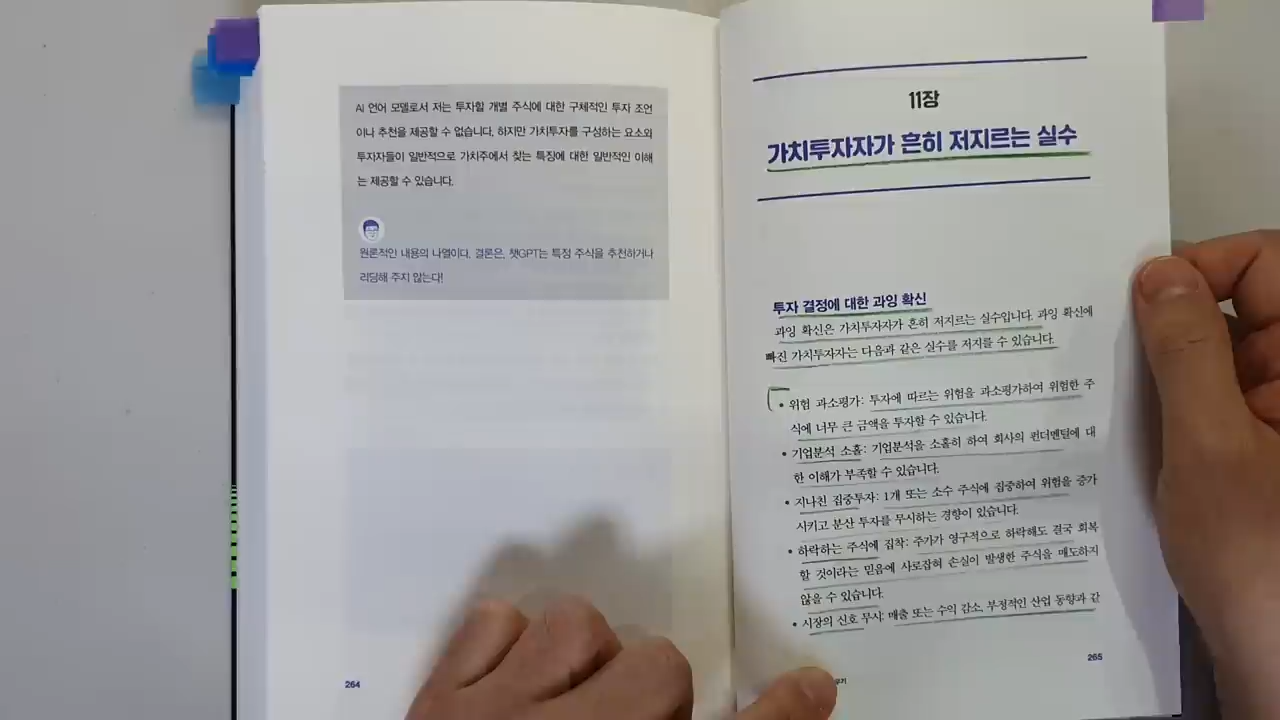 AI 언어 모델로서 저는 투자할 개별 주식에 대한 구체적인 투자 조언
이나 추천을 제공할 수 없습니다. 하지만 가치투자를 구성하는 요소와
투자자들이 일반적으로 가치주에서 찾는 특징에 대한 일반적인 이해
는 제공할 수 있습니다.
원론적인 내용의 나열이다. 결론은, 챗GPT는 특정 주식을 추천하거나
리딩해 주지 않는다!
264
11장
가치투자자가 흔히 저지르는 실수
투자 결정에 대한 과잉 확신
과잉 확신은 가치투자자가 흔히 저지르는 실수입니다. 과잉 확신에
빠진 가치투자자는 다음과 같은 실수를 저지를 수 있습니다.
• 위험 과소평가: 투자에 따르는 위험을 과소평가하여 위험한 주
식에 너무 큰 금액을 투자할 수 있습니다.
• 기업분석 소홀: 기업분석을 소홀히 하여 회사의 펀더멘털에 대
한 이해가 부족할 수 있습니다.
• 지나친 집중투자: 1개 또는 소수 주식에 집중하여 위험을 증가
시키고 분산 투자를 무시하는 경향이 있습니다.
• 하락하는 주식에 집착: 주가가 영구적으로 하락해도 결국 회복
할 것이라는 믿음에 사로잡혀 손실이 발생한 주식을 매도하지
않을 수 있습니다.
• 시장의 신호 무시: 매출 또는 수익 감소, 부정적인 산업 동향과 같
265